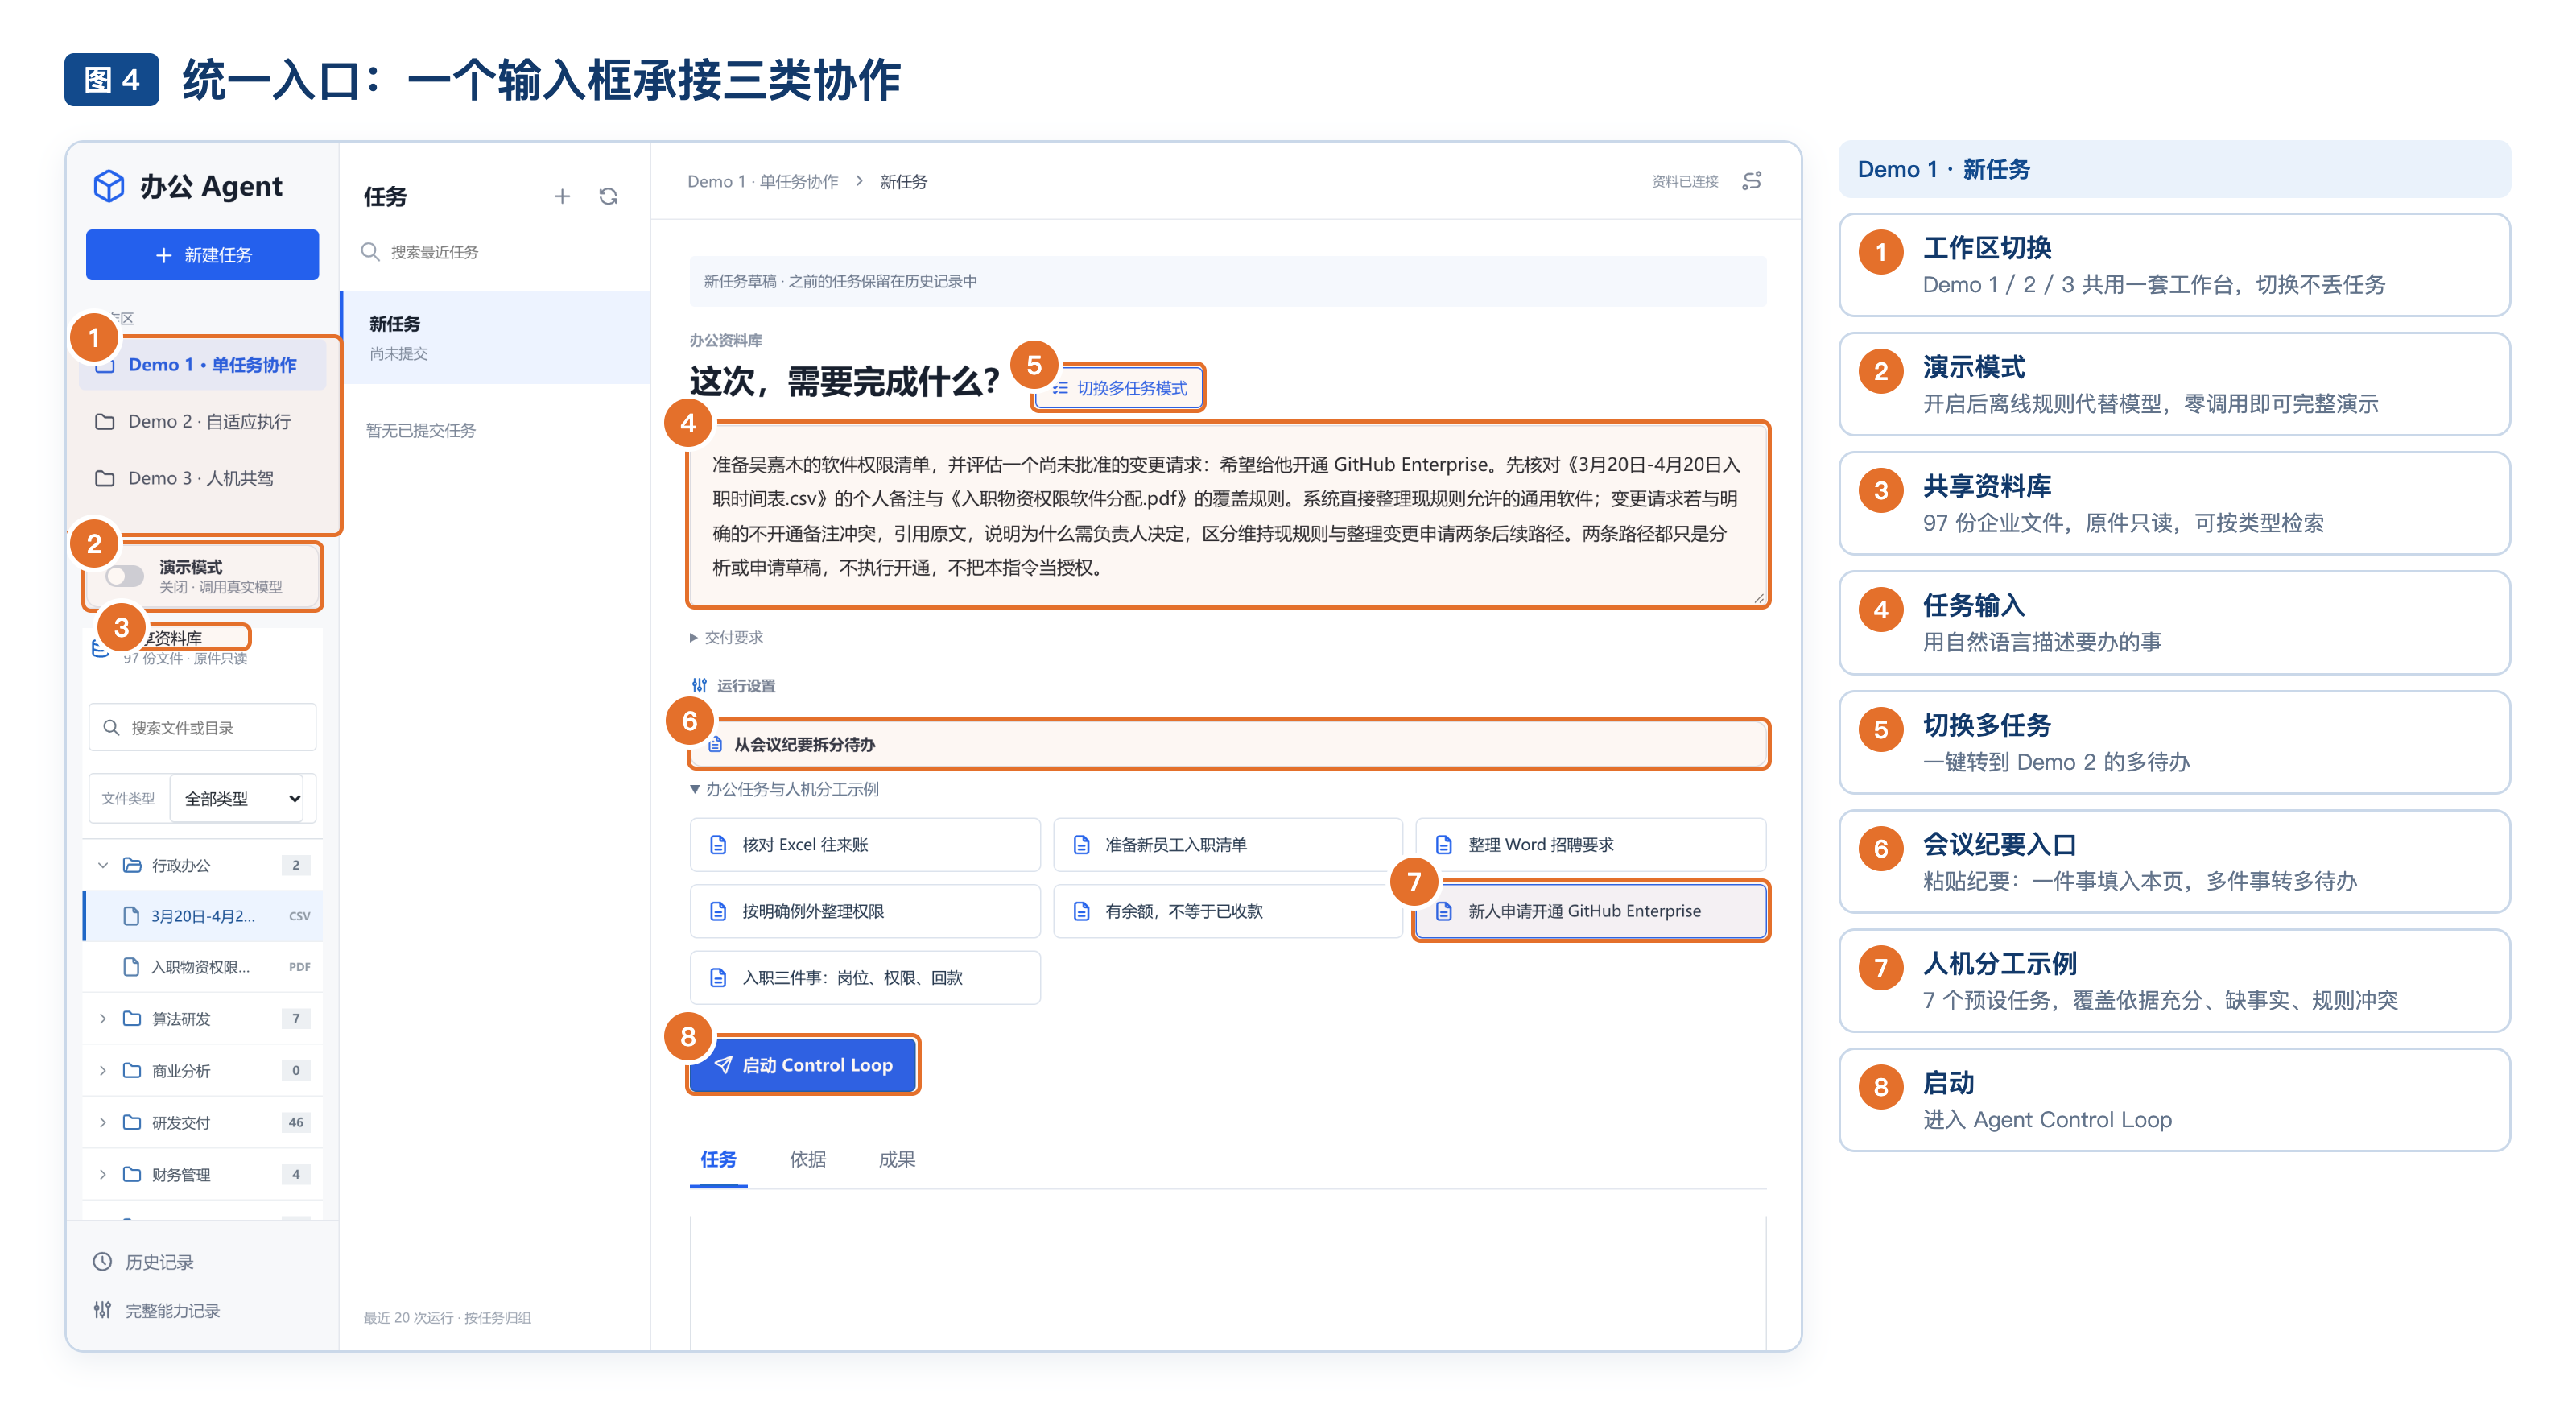 图 4
统一入口：一个输入框承接三类协作
办公 Agent
新建任务
作区
1
Demo 1 • 单任务协作
Demo 2 · 自适应执行
Demo 3 · 人机共驾
2
演示模式
关闭 · 调用真实模型
3
享资料库
97 份文件 · 原件只读
搜索文件或目录
文件类型
全部类型
行政办公
2
3月20日-4月2...
CSV
入职物资权限...
PDF
算法研发
7
商业分析
0
研发交付
46
财务管理
4
历史记录
完整能力记录
任务
搜索最近任务
新任务
尚未提交
暂无已提交任务
最近 20 次运行 · 按任务归组
Demo 1 · 单任务协作 > 新任务
资料已连接
新任务草稿 · 之前的任务保留在历史记录中
办公资料库
这次，需要完成什么？
5
切换多任务模式
4
准备吴嘉木的软件权限清单，并评估一个尚未批准的变更请求：希望给他开通 GitHub Enterprise。先核对《3月20日-4月20日入
职时间表.csv》的个人备注与《入职物资权限软件分配.pdf》的覆盖规则。系统直接整理现规则允许的通用软件；变更请求若与明
确的不开通备注冲突，引用原文，说明为什么需负责人决定，区分维持现规则与整理变更申请两条后续路径。两条路径都只是分
析或申请草稿，不执行开通，不把本指令当授权。
交付要求
运行设置
6
从会议纪要拆分待办
办公任务与人机分工示例
核对 Excel 往来账
准备新员工入职清单
整理 Word 招聘要求
按明确例外整理权限
有余额，不等于已收款
7
新人申请开通 GitHub Enterprise
入职三件事：岗位、权限、回款
8
启动 Control Loop
任务
依据
成果
Demo 1 · 新任务
1
工作区切换
Demo 1 / 2 / 3 共用一套工作台，切换不丢任务
2
演示模式
开启后离线规则代替模型，零调用即可完整演示
3
共享资料库
97 份企业文件，原件只读，可按类型检索
4
任务输入
用自然语言描述要办的事
5
切换多任务
一键转到 Demo 2 的多待办
6
会议纪要入口
粘贴纪要：一件事填入本页，多件事转多待办
7
人机分工示例
7 个预设任务，覆盖依据充分、缺事实、规则冲突
8
启动
进入 Agent Control Loop